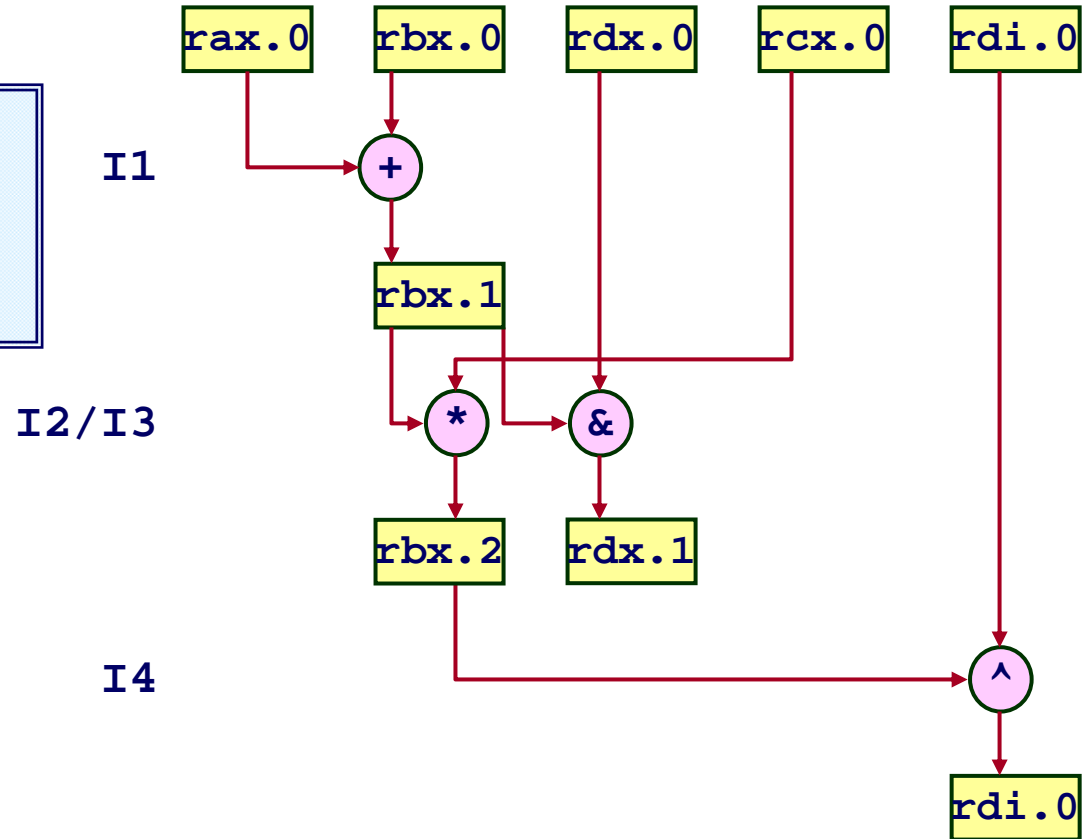 rax.0 rbx.0 rdx.0 rcx.0 rdi.0
I1 +
rbx.1
I2/I3 * &
rbx.2 rdx.1
I4 ^
rdi.0